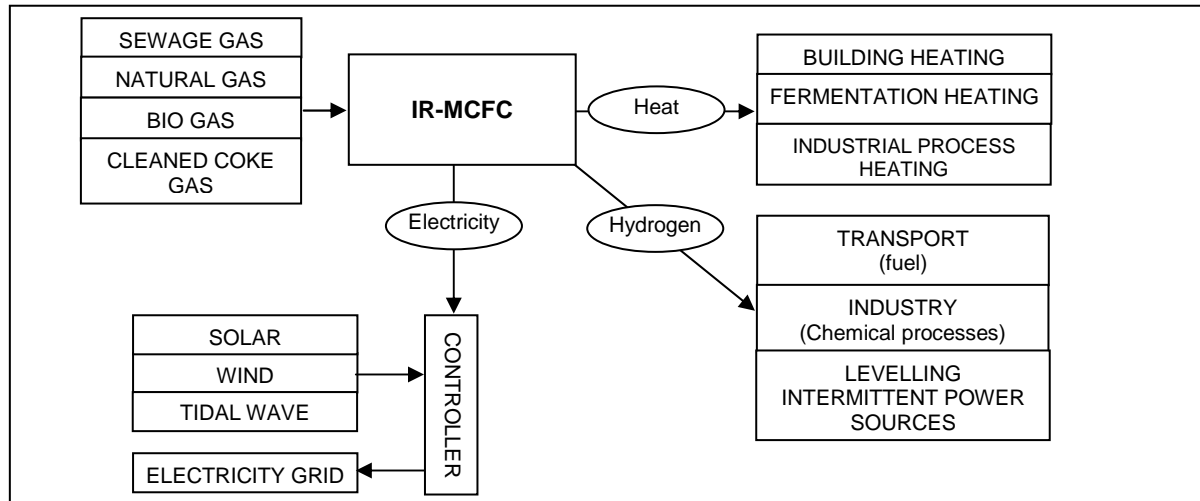 SEWAGE GAS
NATURAL GAS
BIO GAS
CLEANED COKE
GAS
IR-MCFC
Heat
BUILDING HEATING
FERMENTATION HEATING
INDUSTRIAL PROCESS
HEATING
Electricity
Hydrogen
TRANSPORT
(fuel)
INDUSTRY
(Chemical processes)
LEVELLING
INTERMITTENT POWER
SOURCES
SOLAR
WIND
TIDAL WAVE
CONTROLLER
ELECTRICITY GRID